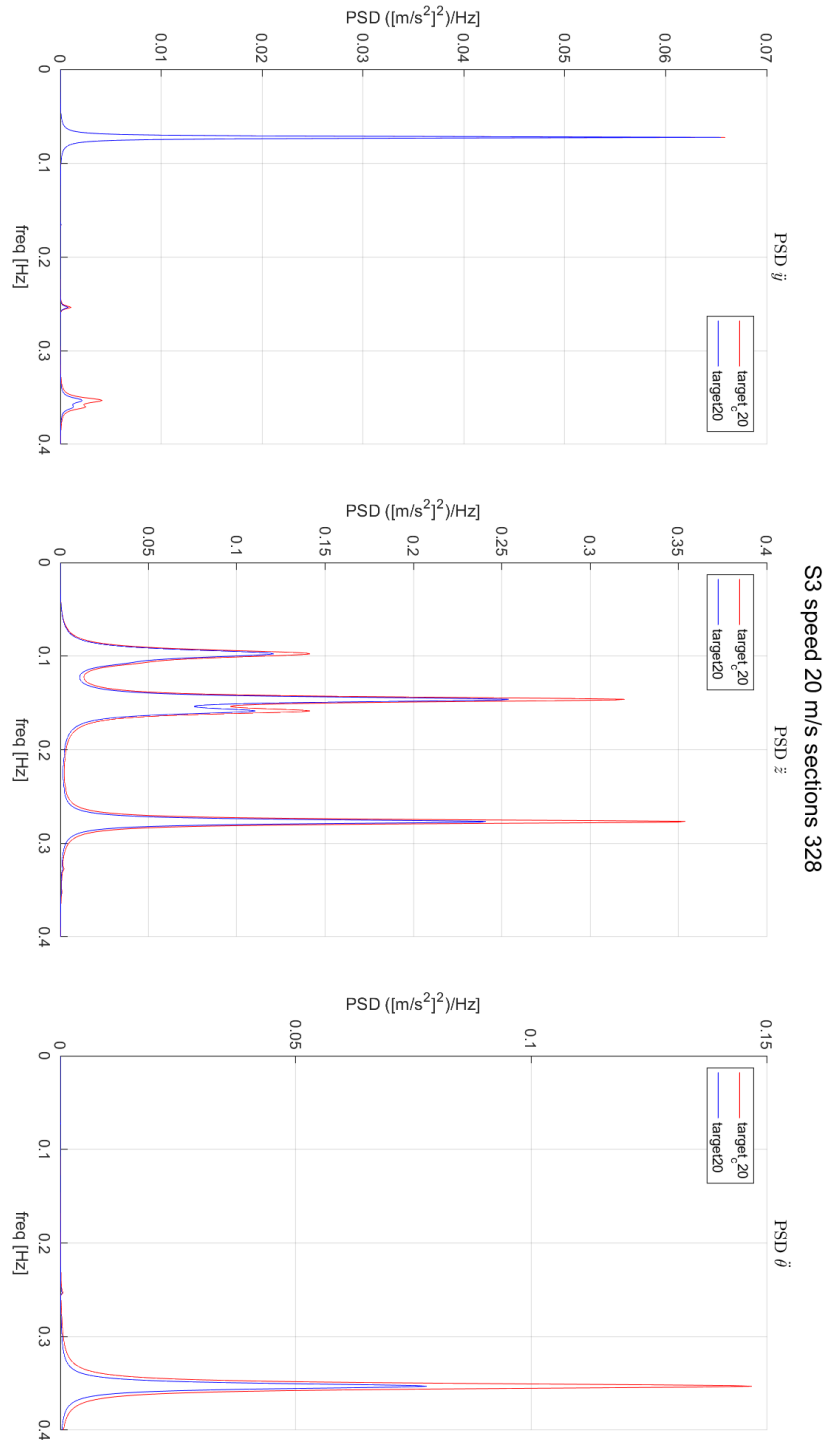 S3 speed 20 m/s sections 328
PSD ÿ
PSD ([m/s²]²)/Hz
0.07
0.06
0.05
0.04
0.03
0.02
0.01
0
0 0.1 0.2 0.3 0.4
freq [Hz]
target_c20
target20
PSD z̈
PSD ([m/s²]²)/Hz
0.4
0.35
0.3
0.25
0.2
0.15
0.1
0.05
0
0 0.1 0.2 0.3 0.4
freq [Hz]
target_c20
target20
PSD θ̈
PSD ([m/s²]²)/Hz
0.15
0.1
0.05
0
0 0.1 0.2 0.3 0.4
freq [Hz]
target_c20
target20